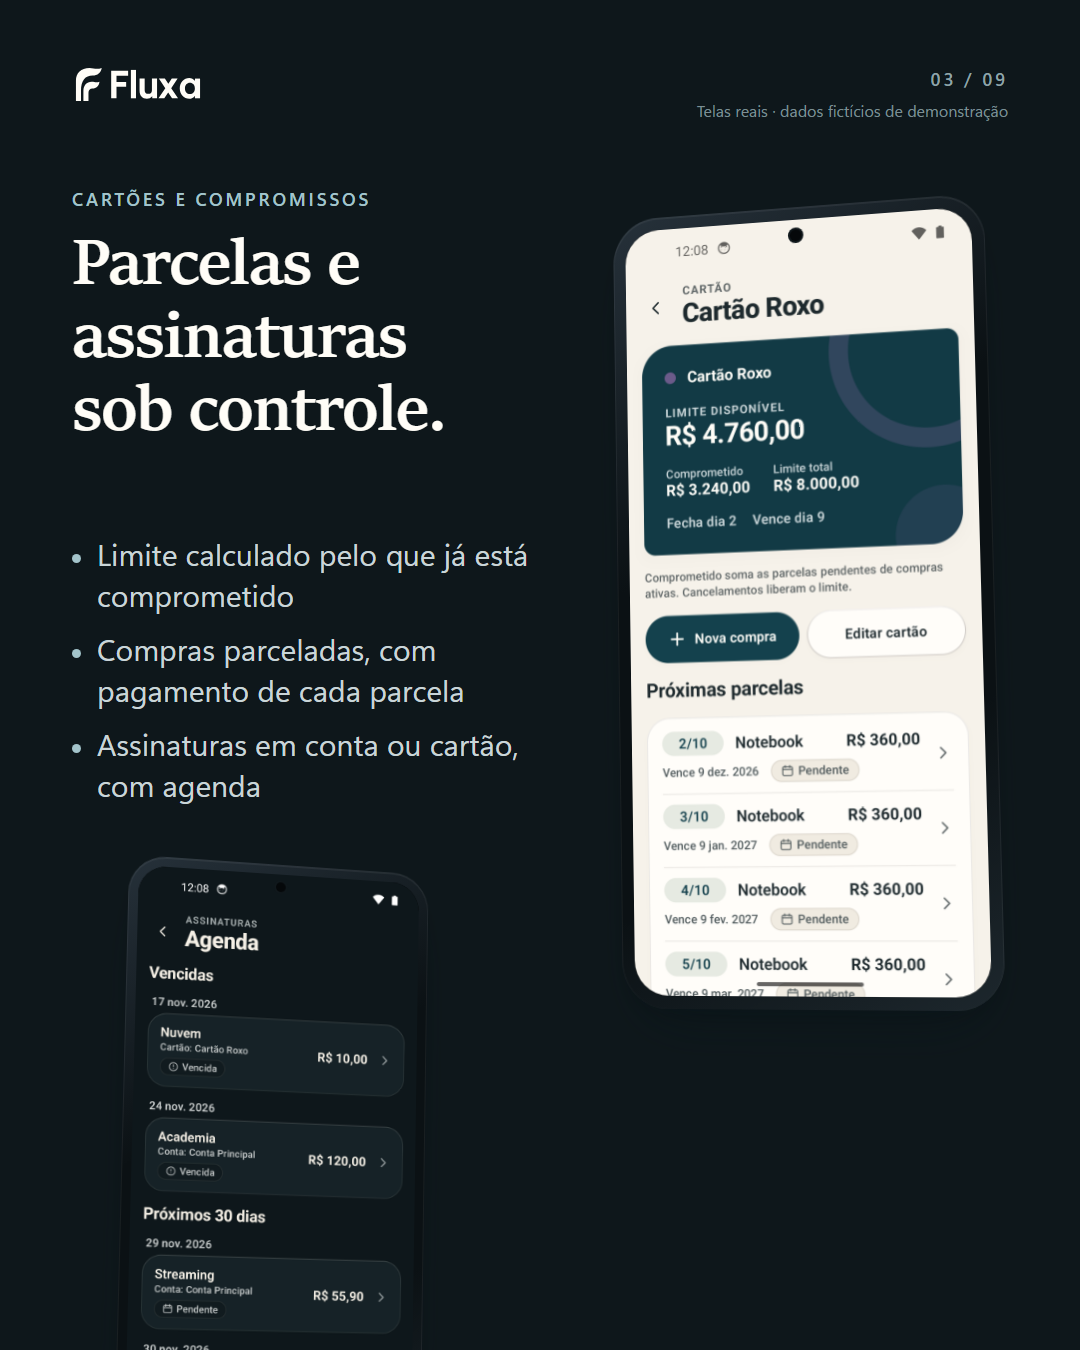 Fluxa
03 / 09
Telas reais · dados fictícios de demonstração
CARTÕES E COMPROMISSOS
Parcelas e
assinaturas
sob controle.
Limite calculado pelo que já está
comprometido
Compras parceladas, com
pagamento de cada parcela
Assinaturas em conta ou cartão,
com agenda
12:08
CARTÃO
Cartão Roxo
Cartão Roxo
LIMITE DISPONÍVEL
R$ 4.760,00
Comprometido Limite total
R$ 3.240,00 R$ 8.000,00
Fecha dia 2 Vence dia 9
Comprometido soma as parcelas pendentes de compras
ativas. Cancelamentos liberam o limite.
Nova compra Editar cartão
Próximas parcelas
2/10 Notebook R$ 360,00
Vence 9 dez. 2026 Pendente
3/10 Notebook R$ 360,00
Vence 9 jan. 2027 Pendente
4/10 Notebook R$ 360,00
Vence 9 fev. 2027 Pendente
5/10 Notebook R$ 360,00
Vence 9 mar. 2027 Pendente
12:08
ASSINATURAS
Agenda
Vencidas
17 nov. 2026
Nuvem
Cartão: Cartão Roxo R$ 10,00
Vencida
24 nov. 2026
Academia
Conta: Conta Principal R$ 120,00
Vencida
Próximos 30 dias
29 nov. 2026
Streaming
Conta: Conta Principal R$ 55,90
Pendente
30 nov. 2026